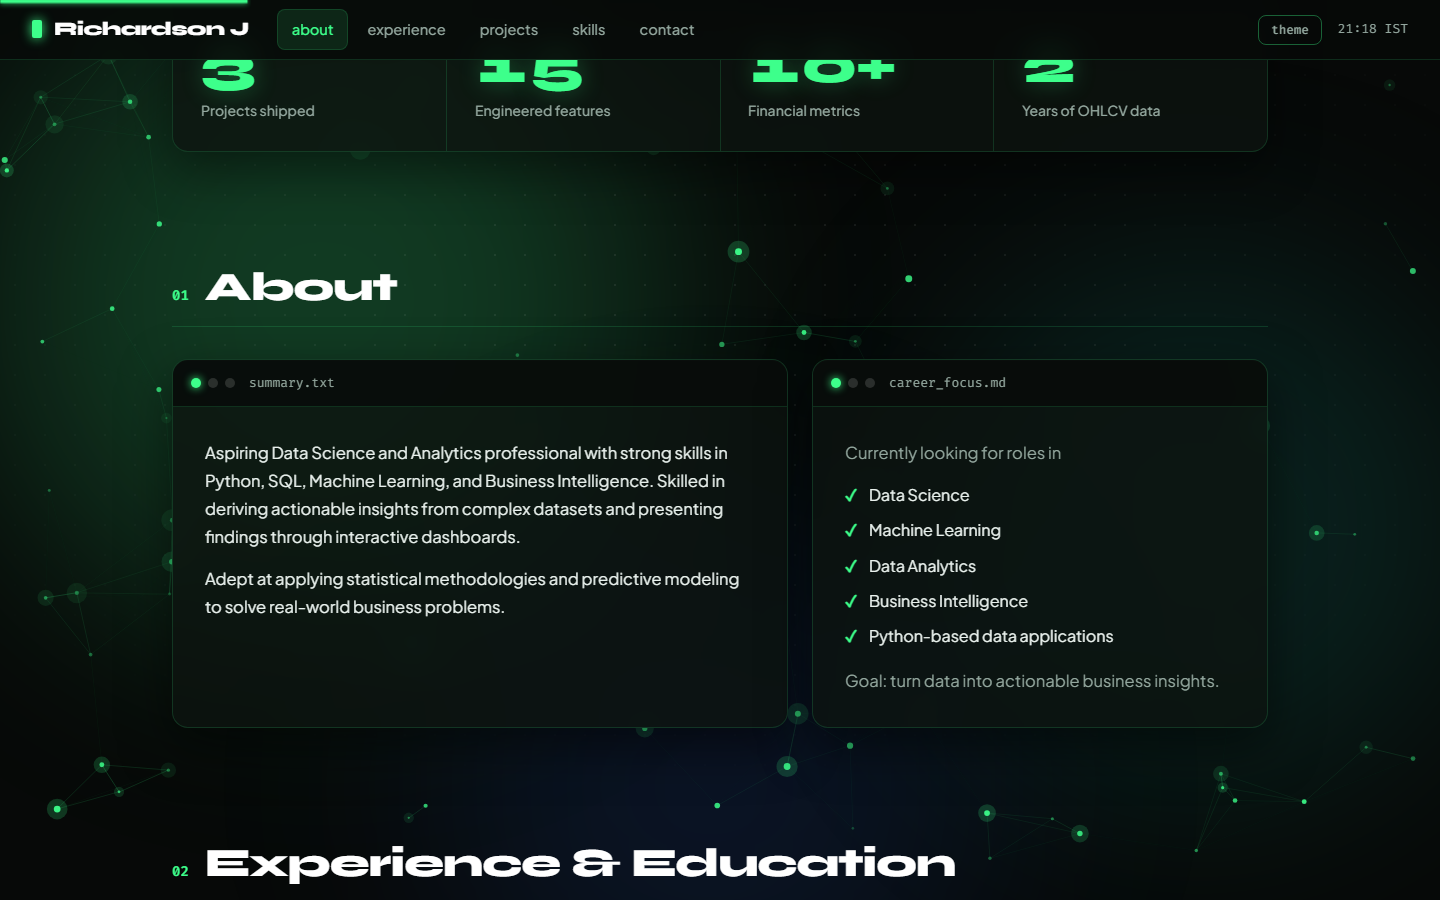 Richardson J
about
experience
projects
skills
contact
theme
21:18 IST
3
15
10+
2
Projects shipped
Engineered features
Financial metrics
Years of OHLCV data
01 About
summary.txt
Aspiring Data Science and Analytics professional with strong skills in
Python, SQL, Machine Learning, and Business Intelligence. Skilled in
deriving actionable insights from complex datasets and presenting
findings through interactive dashboards.
Adept at applying statistical methodologies and predictive modeling
to solve real-world business problems.
career_focus.md
Currently looking for roles in
✓ Data Science
✓ Machine Learning
✓ Data Analytics
✓ Business Intelligence
✓ Python-based data applications
Goal: turn data into actionable business insights.
02 Experience & Education